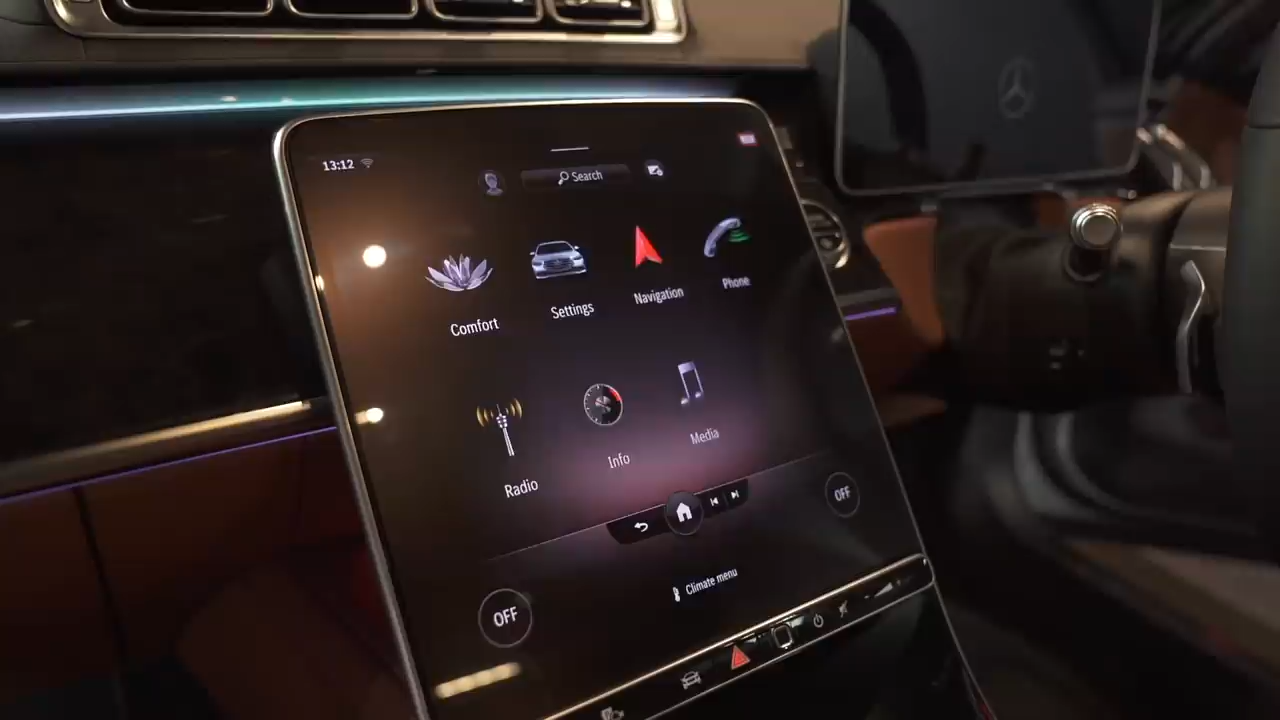 13:12
Search
Comfort
Settings
Navigation
Phone
Radio
Info
Media
OFF
Climate menu
OFF